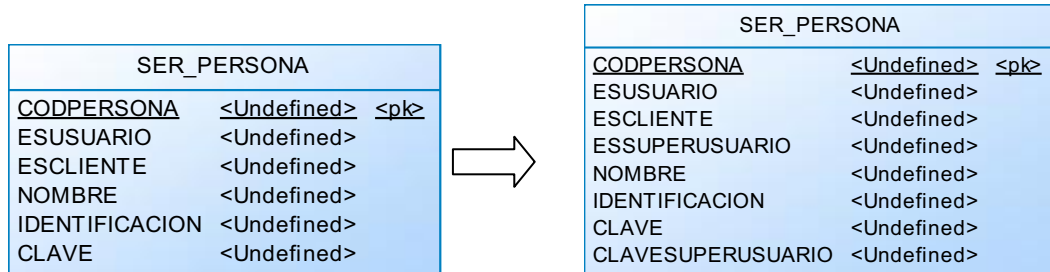 SER_PERSONA
CODPERSONA <Undefined> <pk>
ESUSUARIO <Undefined>
ESCLIENTE <Undefined>
NOMBRE <Undefined>
IDENTIFICACION <Undefined>
CLAVE <Undefined>
SER_PERSONA
CODPERSONA <Undefined> <pk>
ESUSUARIO <Undefined>
ESCLIENTE <Undefined>
ESSUPERUSUARIO <Undefined>
NOMBRE <Undefined>
IDENTIFICACION <Undefined>
CLAVE <Undefined>
CLAVESUPERUSUARIO <Undefined>